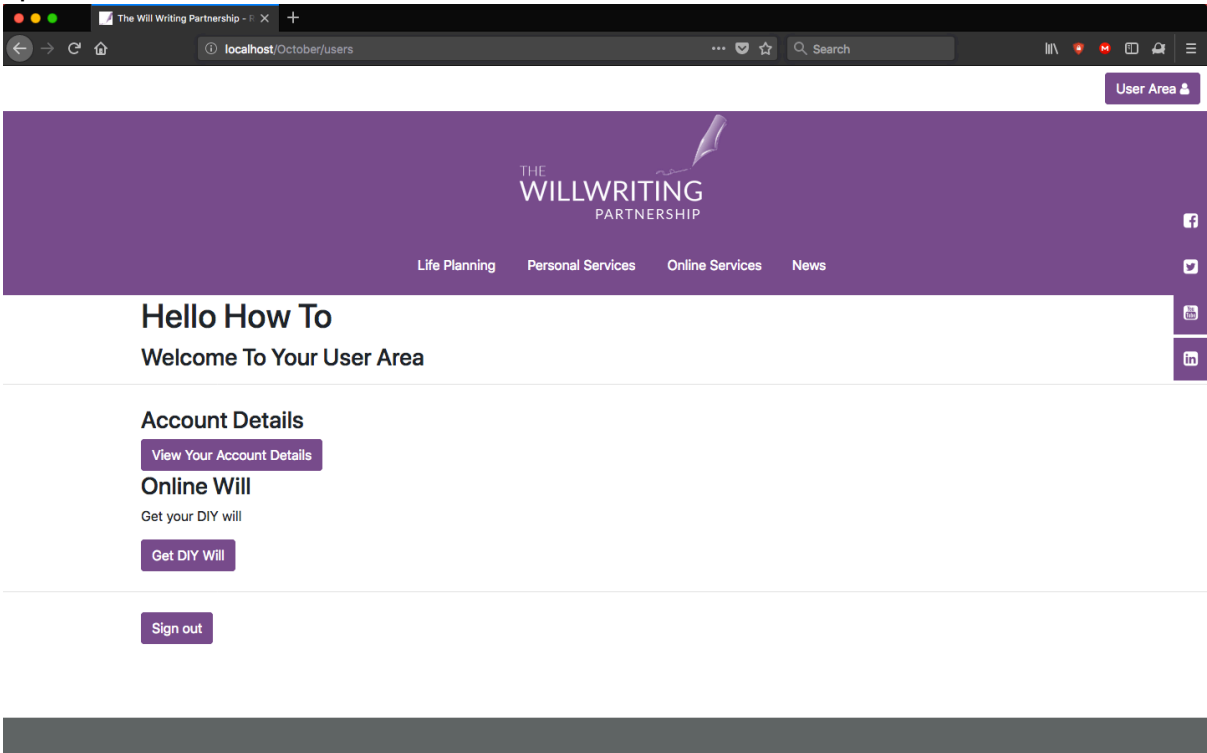 The Will Writing Partnership - R
localhost/October/users
Search
User Area
THE
WILLWRITING
PARTNERSHIP
Life Planning Personal Services Online Services News
Hello How To
Welcome To Your User Area
Account Details
View Your Account Details
Online Will
Get your DIY will
Get DIY Will
Sign out